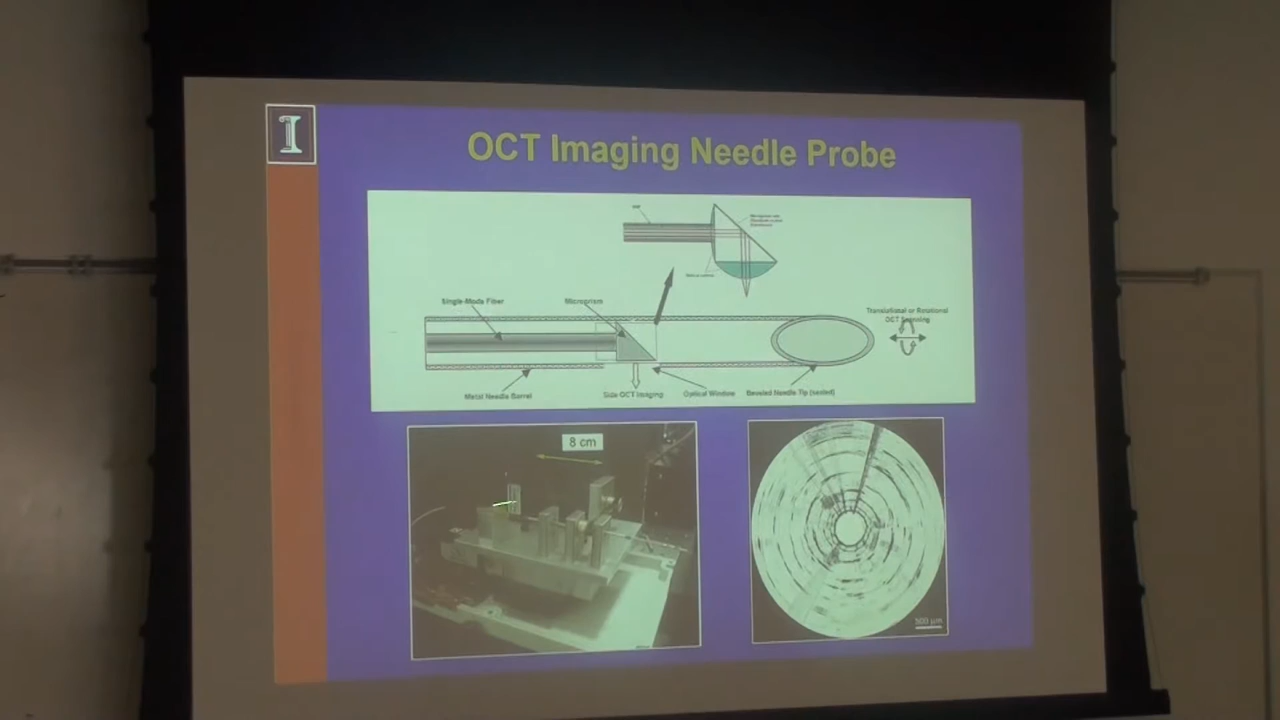 I
OCT Imaging Needle Probe
Single-Mode Fiber
Microprism
Translational or Rotational
OCT Scanning
Metal Needle Barrel
Side OCT Imaging
Optical Window
Beveled Needle Tip (sealed)
8 cm
500 µm